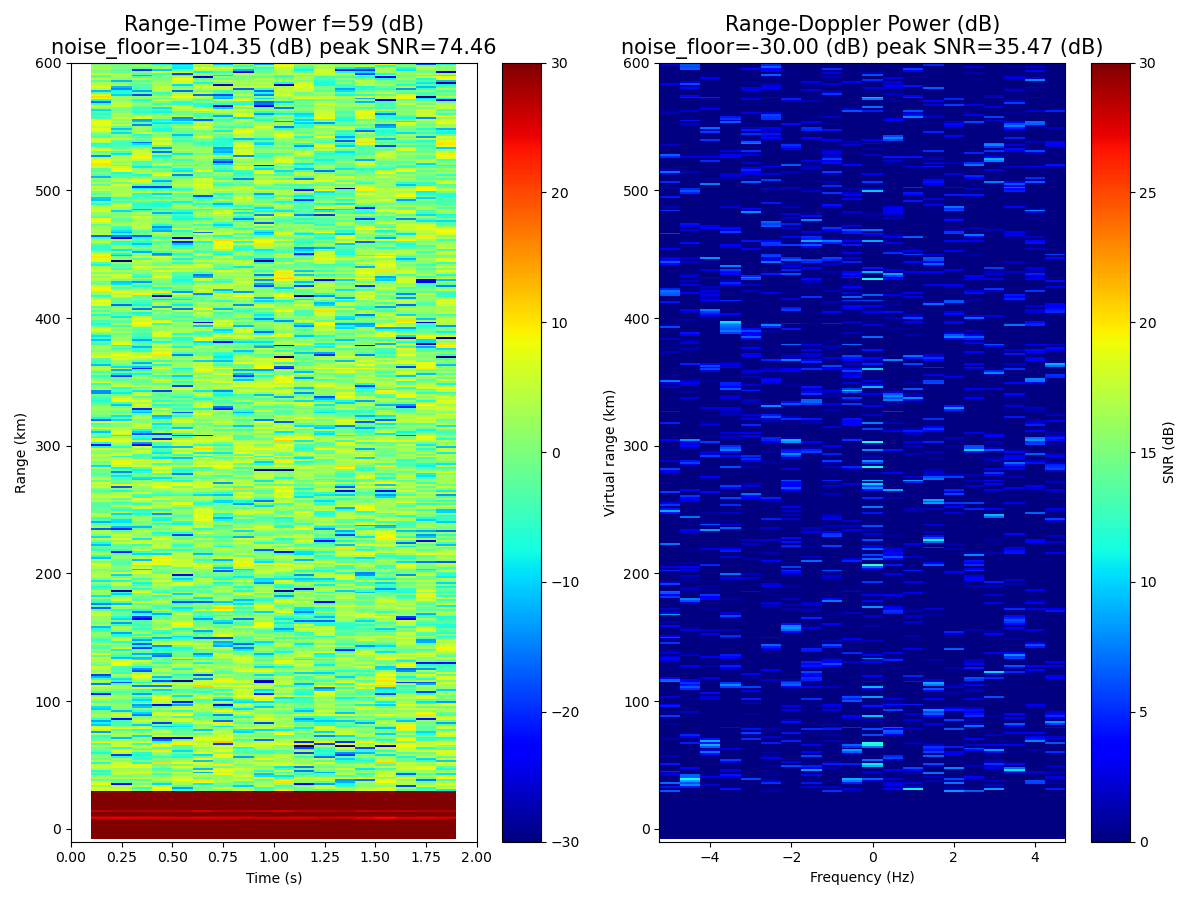 Range-Time Power f=59 (dB)
noise_floor=-104.35 (dB) peak SNR=74.46
600
500
400
300
200
100
0
Range (km)
0.00 0.25 0.50 0.75 1.00 1.25 1.50 1.75 2.00
Time (s)
30
20
10
0
−10
−20
−30
Range-Doppler Power (dB)
noise_floor=-30.00 (dB) peak SNR=35.47 (dB)
600
500
400
300
200
100
0
Virtual range (km)
−4 −2 0 2 4
Frequency (Hz)
30
25
20
15
10
5
0
SNR (dB)